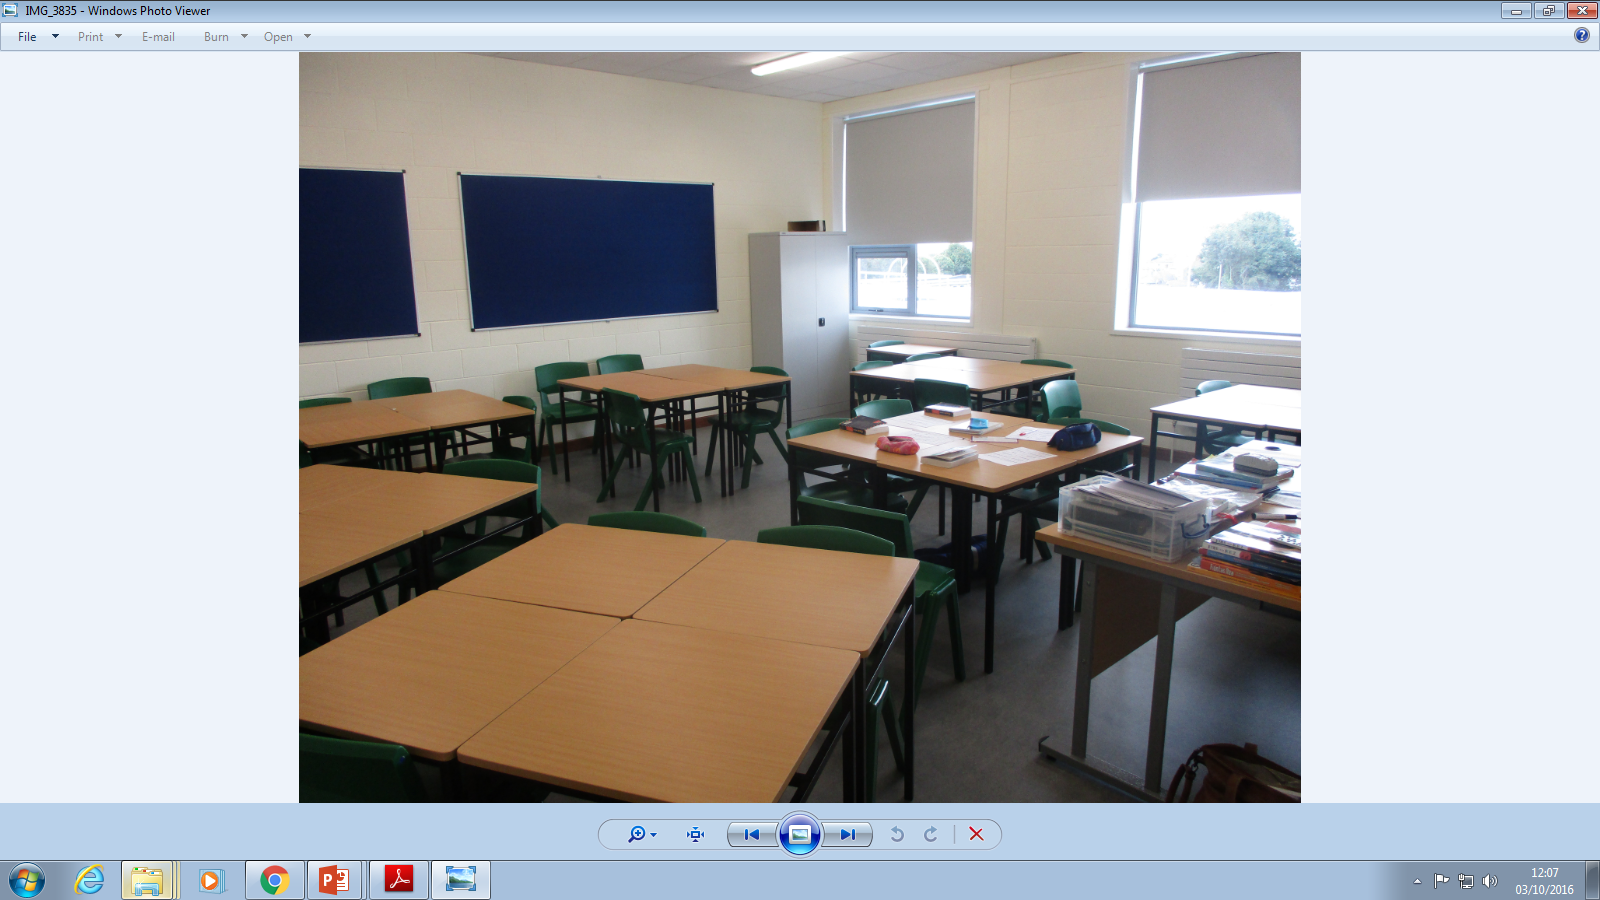 IMG_3835 - Windows Photo Viewer
File Print E-mail Burn Open
12:07
03/10/2016